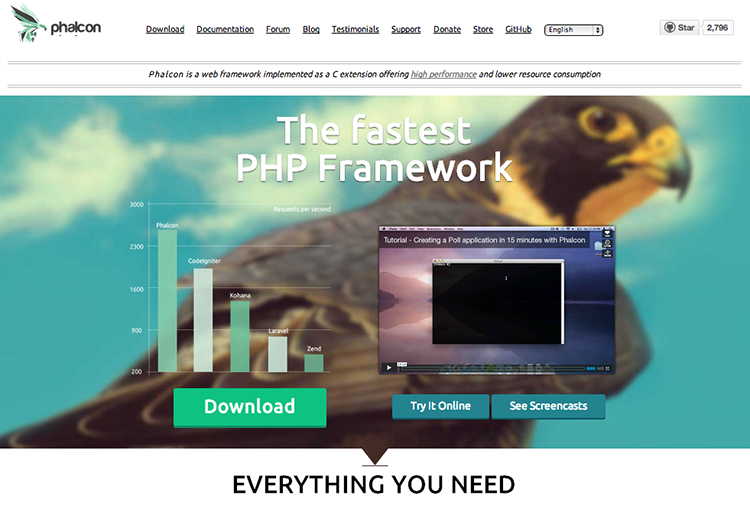 phalcon
Download Documentation Forum Blog Testimonials Support Donate Store GitHub English
Star 2,796
Phalcon is a web framework implemented as a C extension offering high performance and lower resource consumption
The fastest
PHP Framework
Requests per second
3000
2300
1600
900
200
Phalcon
CodeIgniter
Kohana
Laravel
Zend
Tutorial - Creating a Poll application in 15 minutes with Phalcon
Download
Try It Online
See Screencasts
EVERYTHING YOU NEED